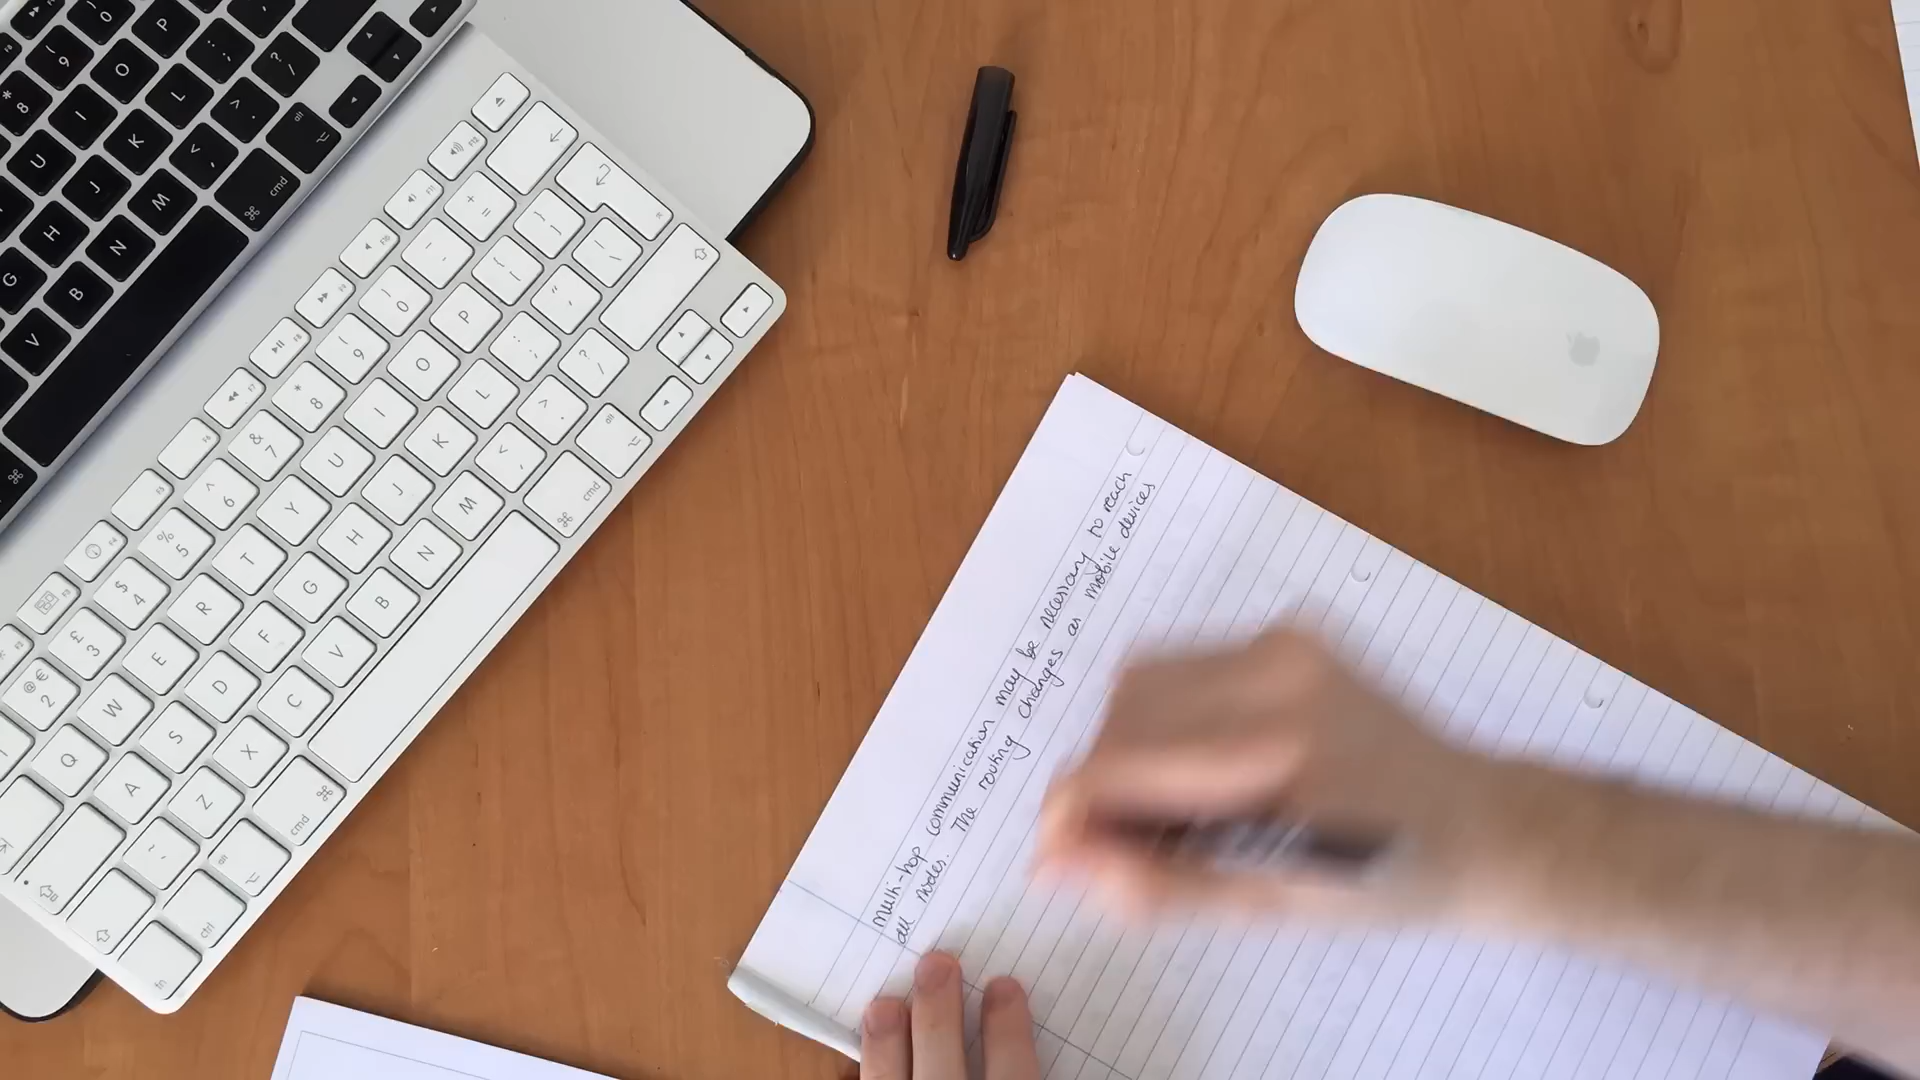 multi-hop communication may be necessary to reach
all nodes. The routing changes as mobile devices